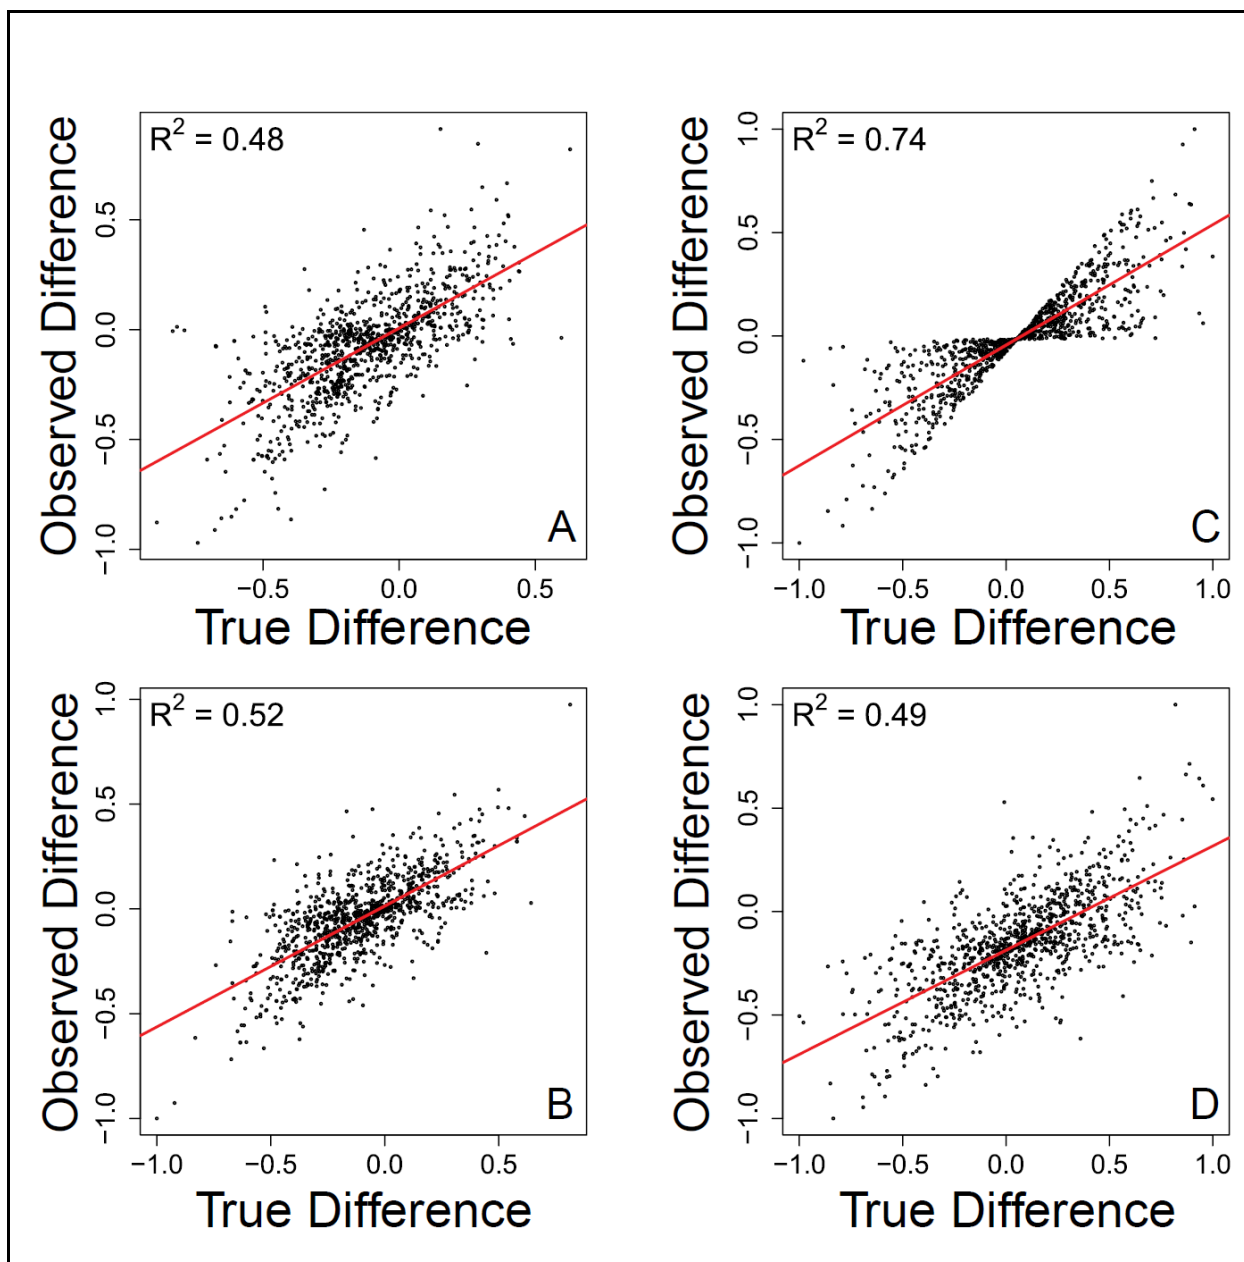 R² = 0.48
Observed Difference
0.5
0.0
−0.5
−1.0
A
−0.5 0.0 0.5
True Difference
R² = 0.74
Observed Difference
1.0
0.5
0.0
−0.5
−1.0
C
−1.0 −0.5 0.0 0.5 1.0
True Difference
R² = 0.52
Observed Difference
1.0
0.5
0.0
−0.5
−1.0
B
−1.0 −0.5 0.0 0.5
True Difference
R² = 0.49
Observed Difference
1.0
0.5
0.0
−0.5
−1.0
D
−1.0 −0.5 0.0 0.5 1.0
True Difference